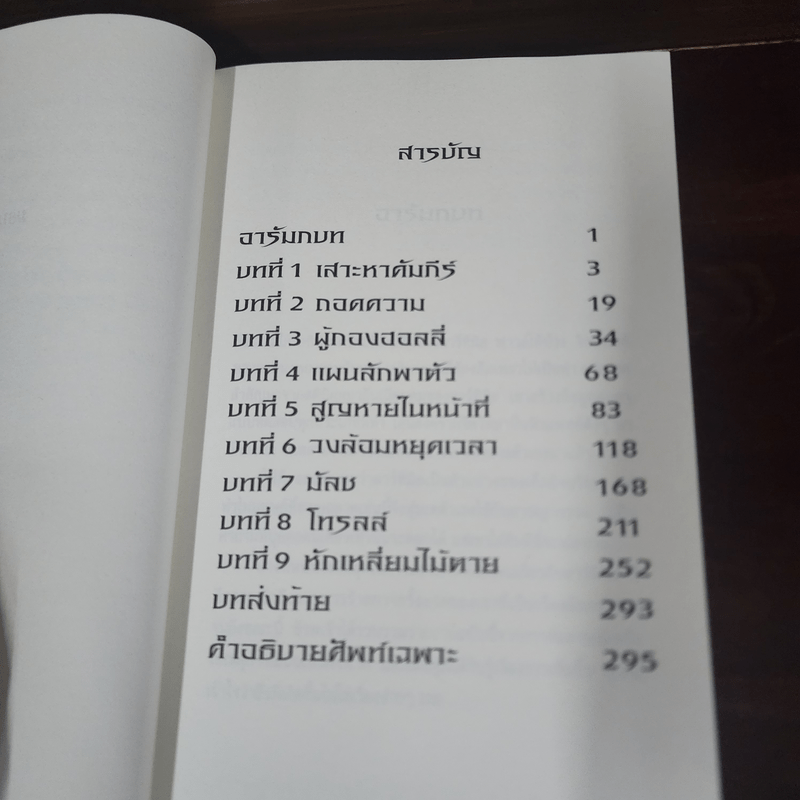 สารบัญ
อารัมภบท 1
บทที่ 1 เสาะหาคัมภีร์ 3
บทที่ 2 ถอดความ 19
บทที่ 3 ผู้กองฮอลลี่ 34
บทที่ 4 แผนลักพาตัว 68
บทที่ 5 สูญหายในหน้าที่ 83
บทที่ 6 วงล้อมหยุดเวลา 118
บทที่ 7 มัลช 168
บทที่ 8 โทรลล์ 211
บทที่ 9 หักเหลี่ยมไม้ตาย 252
บทส่งท้าย 293
คำอธิบายศัพท์เฉพาะ 295